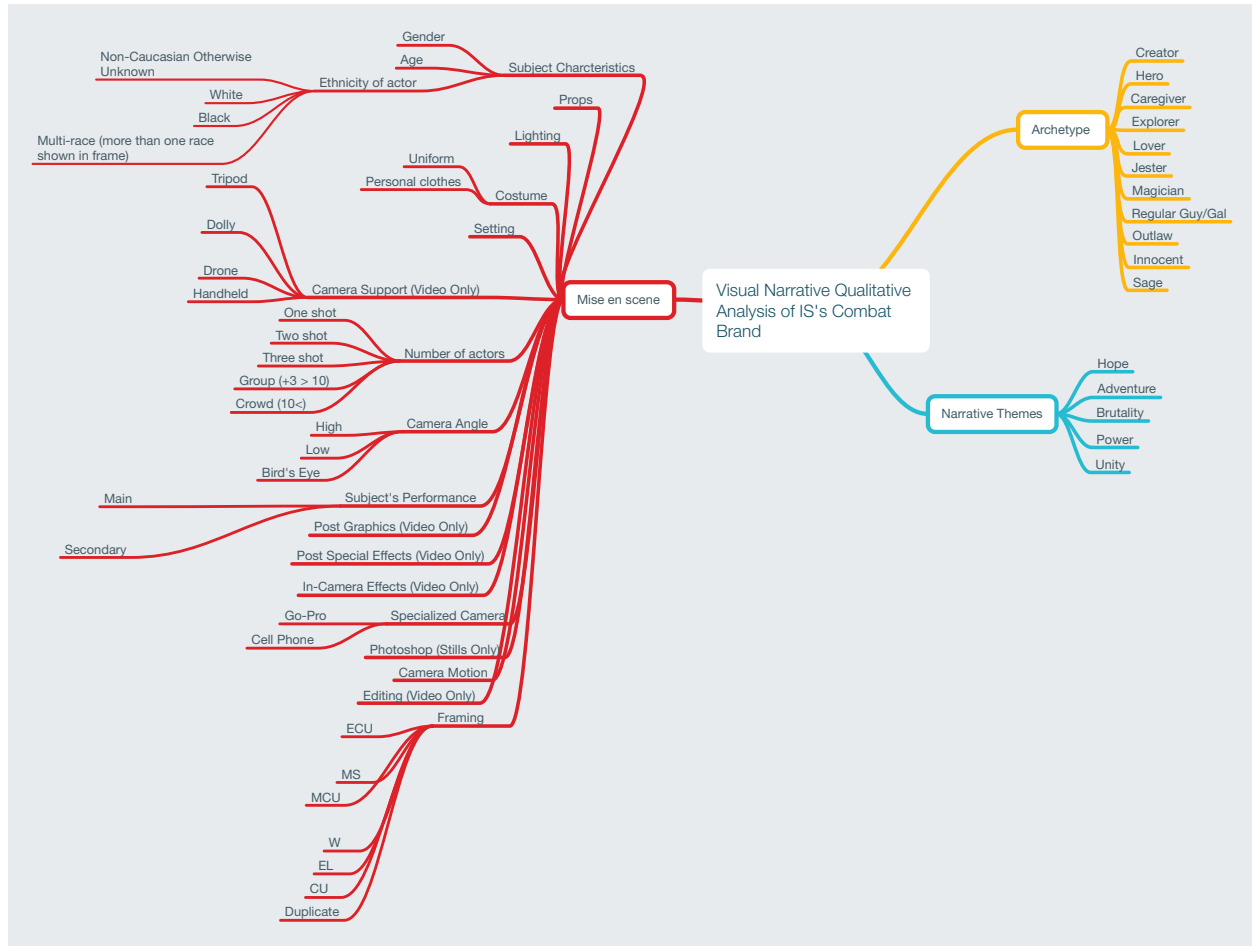 Visual Narrative Qualitative
Analysis of IS's Combat
Brand
Mise en scene
Subject Charcteristics
Gender
Age
Ethnicity of actor
Non-Caucasian Otherwise
Unknown
White
Black
Multi-race (more than one race
shown in frame)
Props
Lighting
Costume
Uniform
Personal clothes
Setting
Camera Support (Video Only)
Tripod
Dolly
Drone
Handheld
Number of actors
One shot
Two shot
Three shot
Group (+3 > 10)
Crowd (10<)
Camera Angle
High
Low
Bird's Eye
Subject's Performance
Main
Secondary
Post Graphics (Video Only)
Post Special Effects (Video Only)
In-Camera Effects (Video Only)
Specialized Camera
Go-Pro
Cell Phone
Photoshop (Stills Only)
Camera Motion
Editing (Video Only)
Framing
ECU
MS
MCU
W
EL
CU
Duplicate
Archetype
Creator
Hero
Caregiver
Explorer
Lover
Jester
Magician
Regular Guy/Gal
Outlaw
Innocent
Sage
Narrative Themes
Hope
Adventure
Brutality
Power
Unity